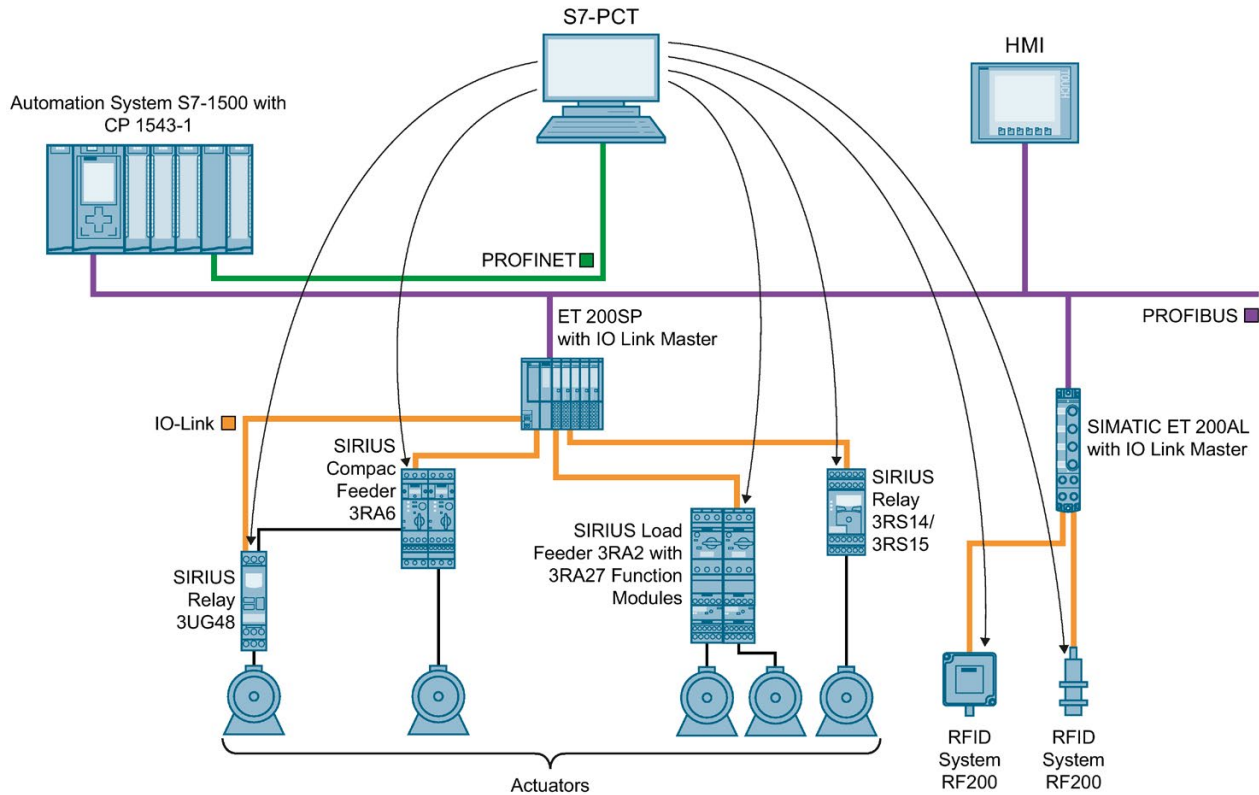 S7-PCT
HMI
TOUCH
Automation System S7-1500 with
CP 1543-1
PROFINET
PROFIBUS
ET 200SP
with IO Link Master
IO-Link
SIRIUS
Compac
Feeder
3RA6
SIRIUS
Relay
3UG48
SIRIUS Load
Feeder 3RA2 with
3RA27 Function
Modules
SIRIUS
Relay
3RS14/
3RS15
SIMATIC ET 200AL
with IO Link Master
RFID
System
RF200
RFID
System
RF200
Actuators